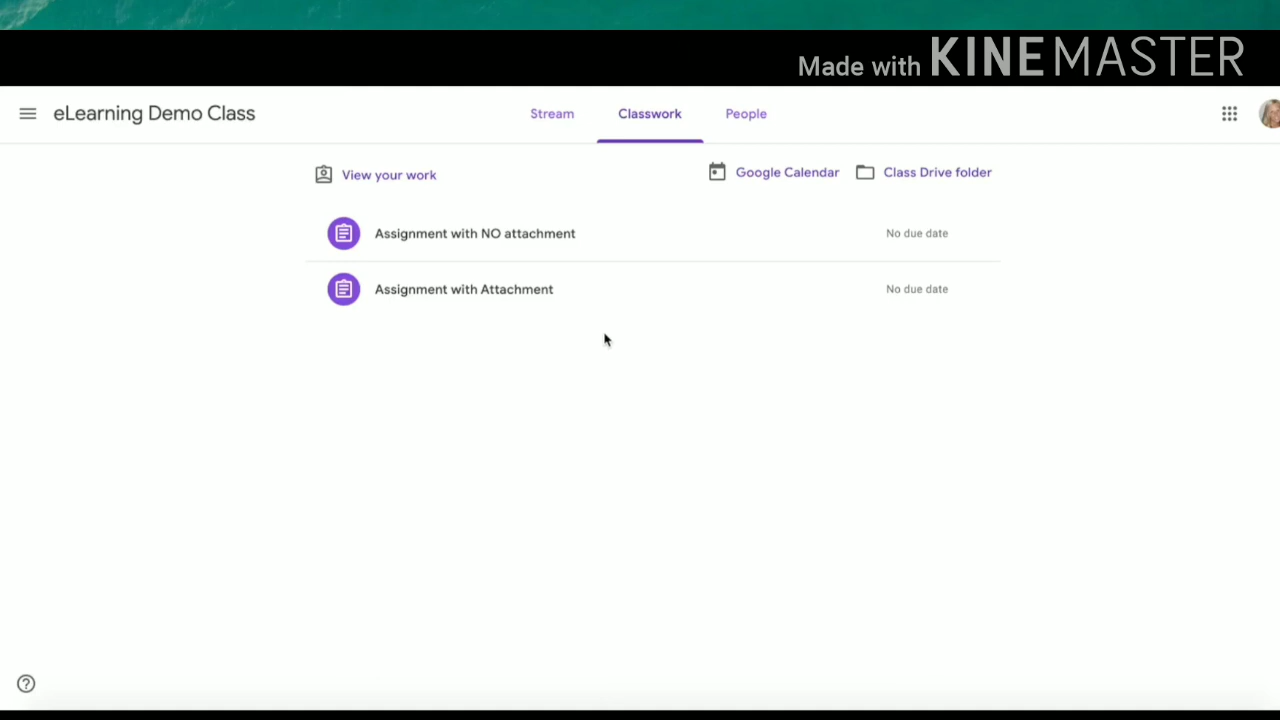 Made with KINEMASTER
eLearning Demo Class
Stream
Classwork
People
View your work
Google Calendar
Class Drive folder
Assignment with NO attachment
No due date
Assignment with Attachment
No due date